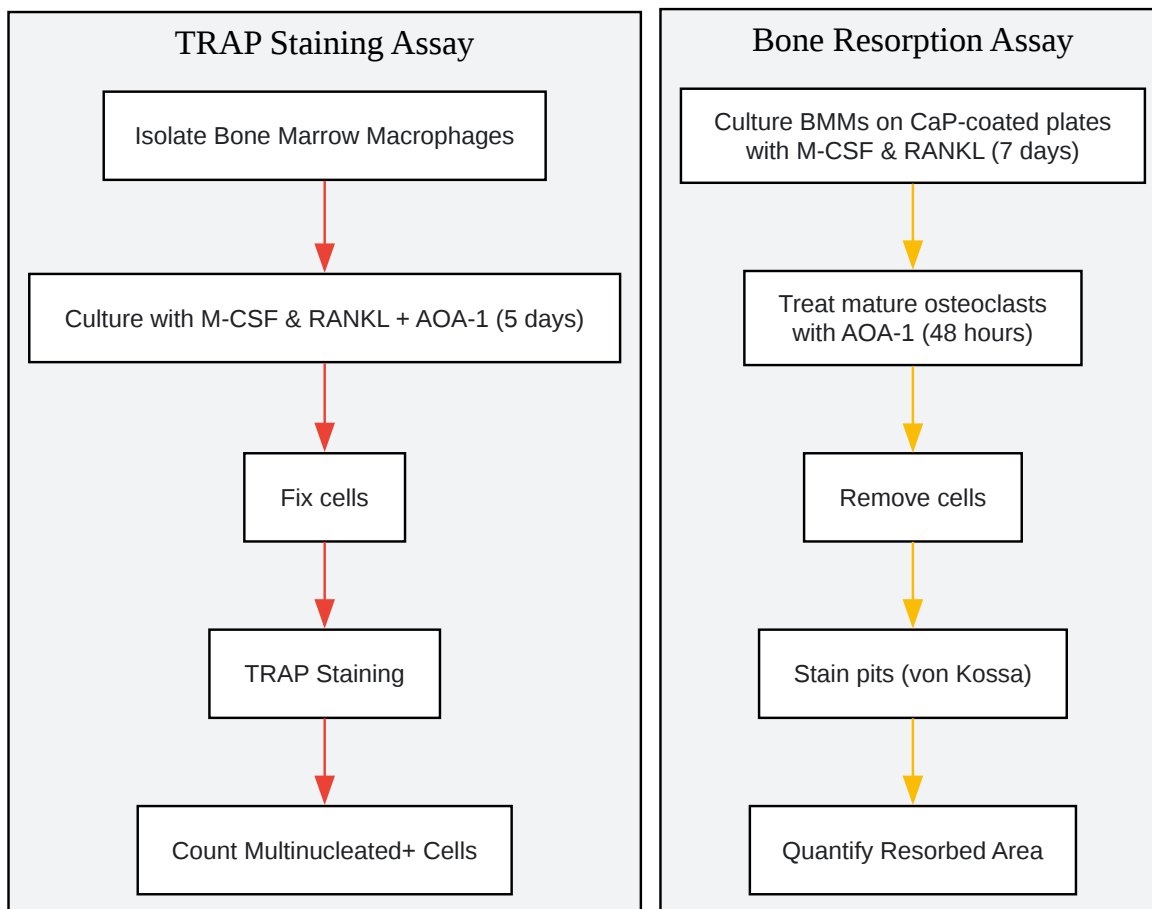 TRAP Staining Assay
Isolate Bone Marrow Macrophages
Culture with M-CSF & RANKL + AOA-1 (5 days)
Fix cells
TRAP Staining
Count Multinucleated+ Cells
Bone Resorption Assay
Culture BMMs on CaP-coated plates
with M-CSF & RANKL (7 days)
Treat mature osteoclasts
with AOA-1 (48 hours)
Remove cells
Stain pits (von Kossa)
Quantify Resorbed Area